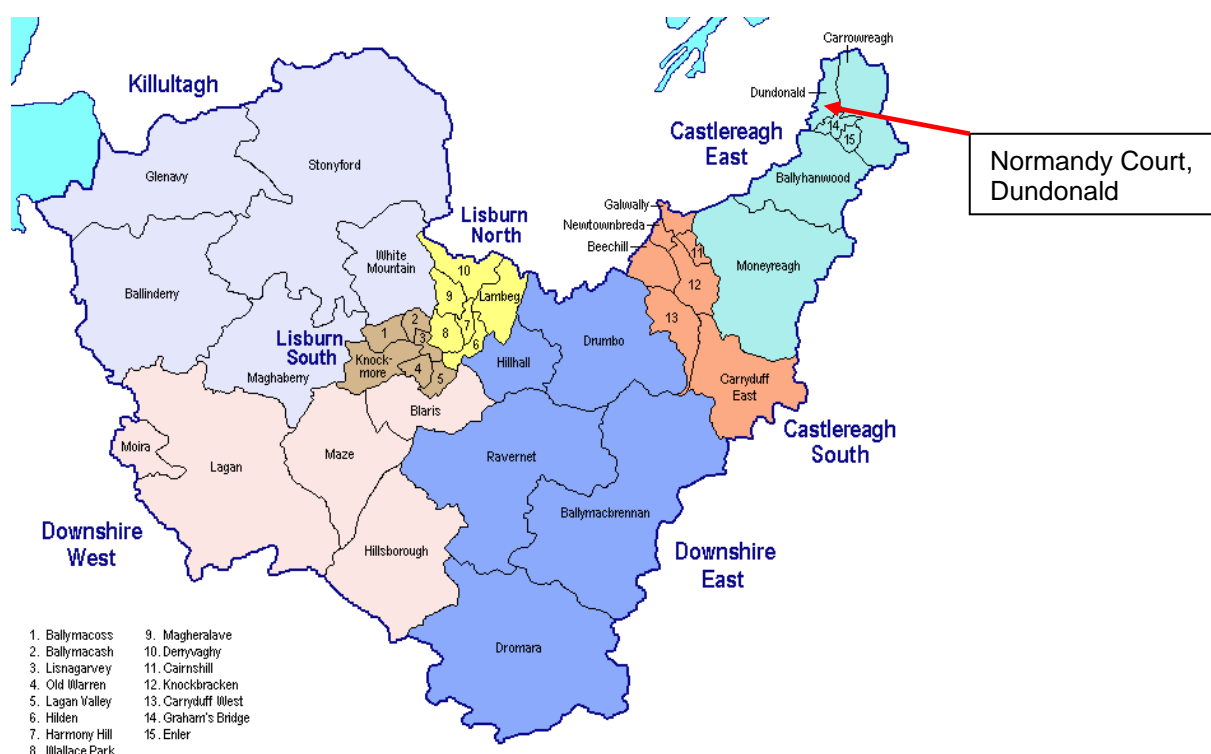 Carrowreagh
Killultagh
Dundonald
14
15
Castlereagh
East
Normandy Court,
Dundonald
Stonyford
Glenavy
Ballyhanwood
Galwally
Lisburn
North
Newtownbreda
White
Mountain
Beechill
11
Moneyreagh
10
12
Ballinderry
9
Lambeg
13
2
Lisburn
South
1
3
8
7
6
Drumbo
Knock-
more
Hillhall
4
5
Maghaberry
Carryduff
East
Blaris
Castlereagh
South
Moira
Lagan
Maze
Ravernet
Ballymacbrennan
Downshire
West
Hillsborough
Downshire
East
Dromara
1. Ballymacoss
2. Ballymacash
3. Lisnagarvey
4. Old Warren
5. Lagan Valley
6. Hilden
7. Harmony Hill
8 Wallace Park
9. Magheralave
10. Derryvaghy
11. Cairnshill
12. Knockbracken
13. Carryduff West
14. Graham's Bridge
15. Enler